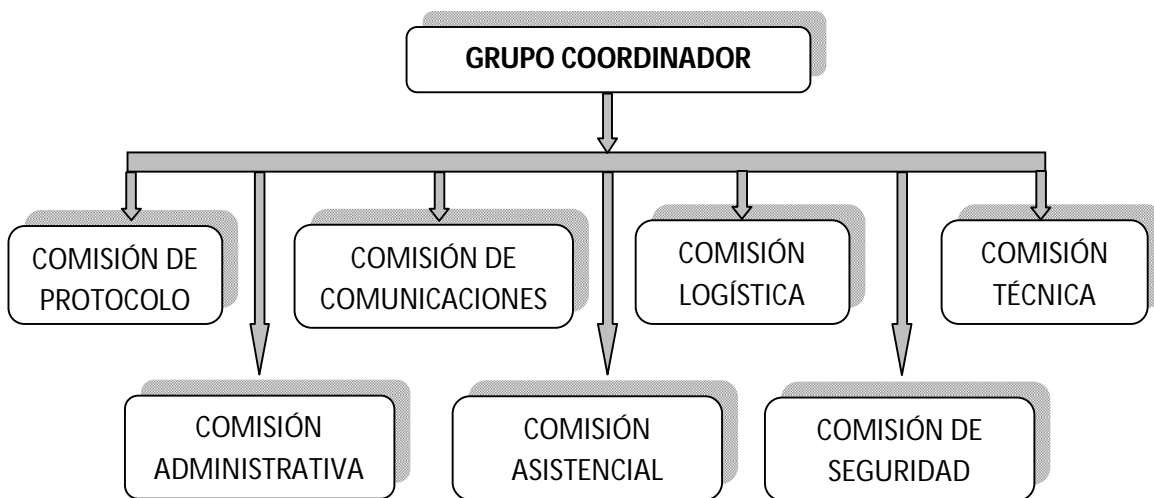 GRUPO COORDINADOR
COMISIÓN DE
PROTOCOLO
COMISIÓN DE
COMUNICACIONES
COMISIÓN
LOGÍSTICA
COMISIÓN
TÉCNICA
COMISIÓN
ADMINISTRATIVA
COMISIÓN
ASISTENCIAL
COMISIÓN DE
SEGURIDAD